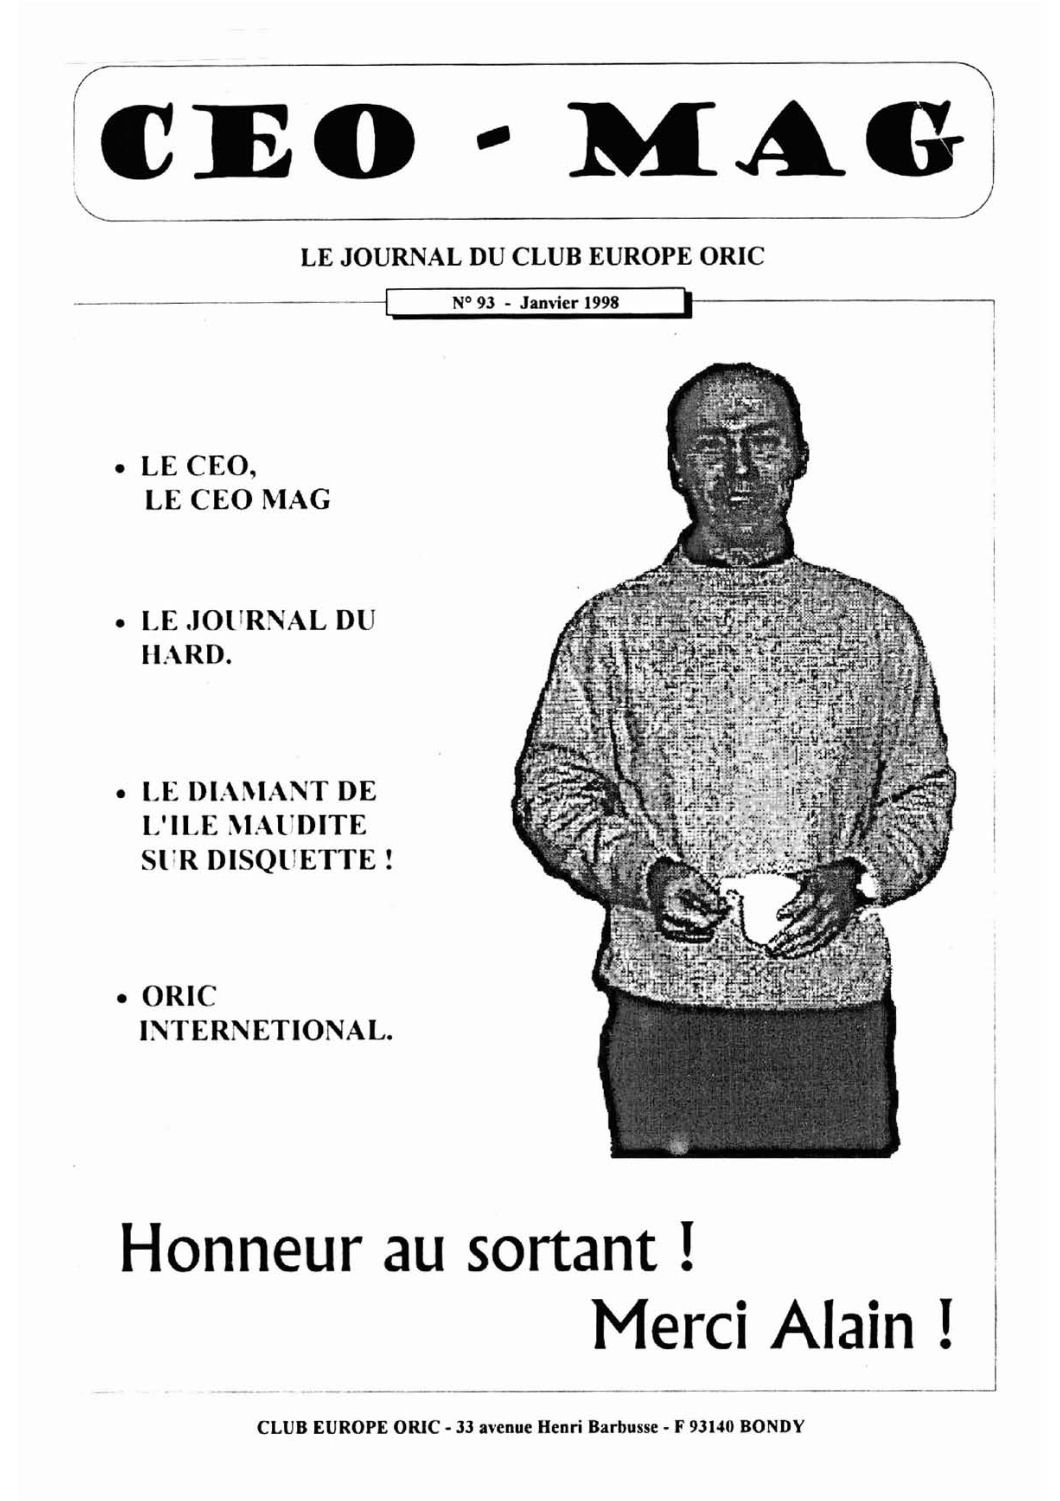 CEO - MAG
LE JOURNAL DU CLUB EUROPE ORIC
N° 93 - Janvier 1998
• LE CEO,
LE CEO MAG
• LE JOURNAL DU
HARD.
• LE DIAMANT DE
L'ILE MAUDITE
SUR DISQUETTE !
• ORIC
INTERNETIONAL.
Honneur au sortant !
Merci Alain !
CLUB EUROPE ORIC - 33 avenue Henri Barbusse - F 93140 BONDY